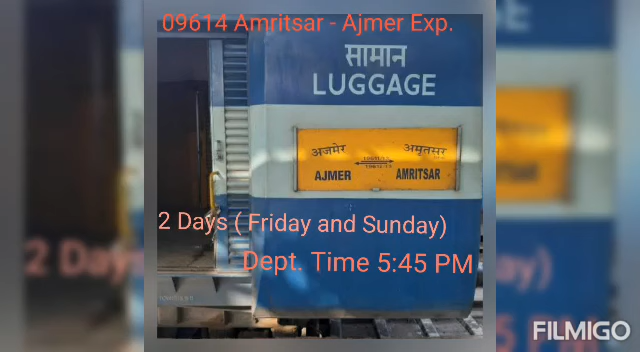 09614 Amritsar - Ajmer Exp.
सामान
LUGGAGE
अजमेर अमृतसर
AJMER AMRITSAR
2 Days ( Friday and Sunday)
Dept. Time 5:45 PM
FILMIGO